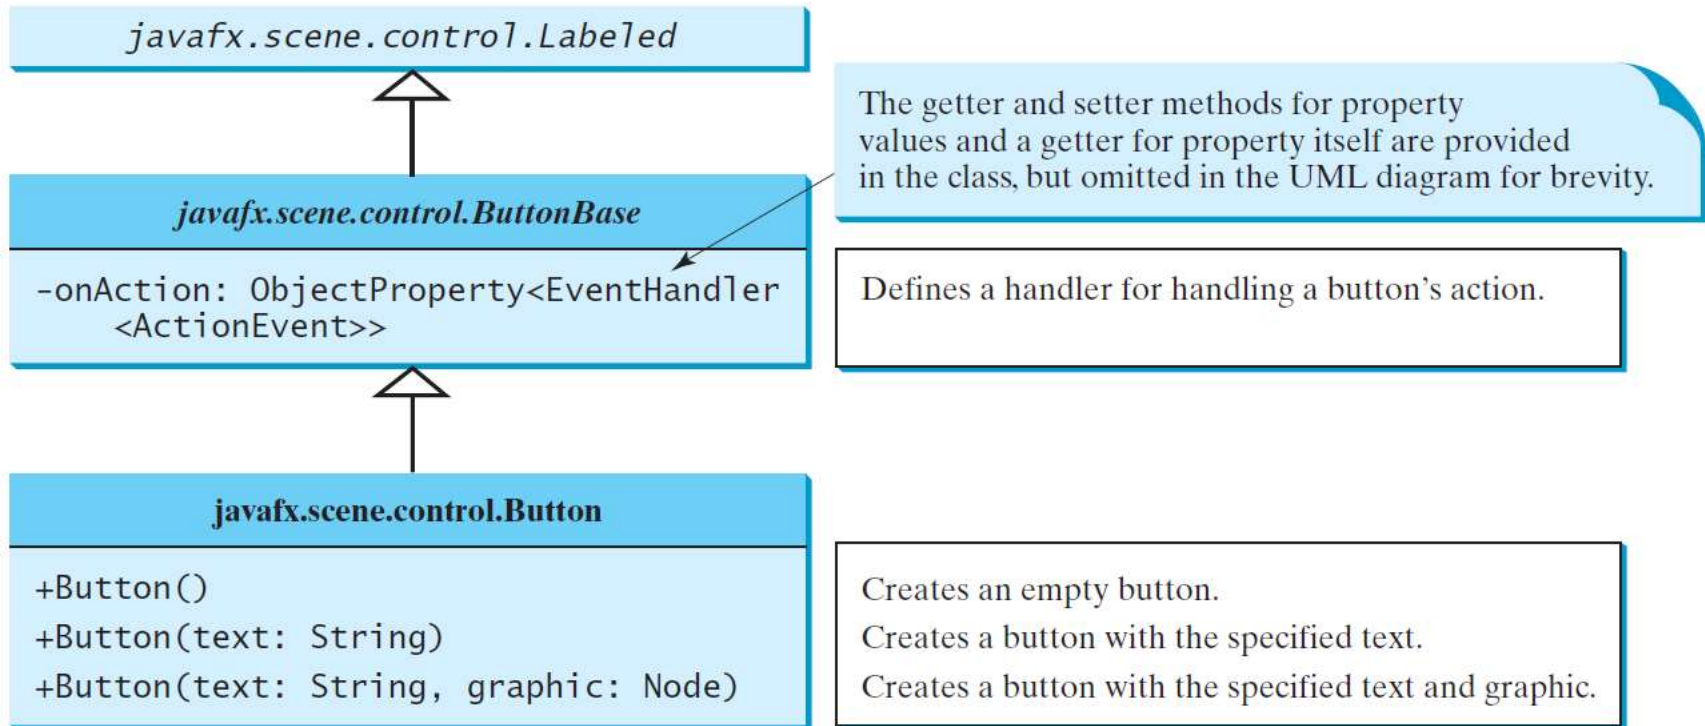 javafx.scene.control.Labeled
The getter and setter methods for property
values and a getter for property itself are provided
in the class, but omitted in the UML diagram for brevity.
javafx.scene.control.ButtonBase
-onAction: ObjectProperty<EventHandler
<ActionEvent>>
Defines a handler for handling a button’s action.
javafx.scene.control.Button
+Button()
Creates an empty button.
+Button(text: String)
Creates a button with the specified text.
+Button(text: String, graphic: Node)
Creates a button with the specified text and graphic.